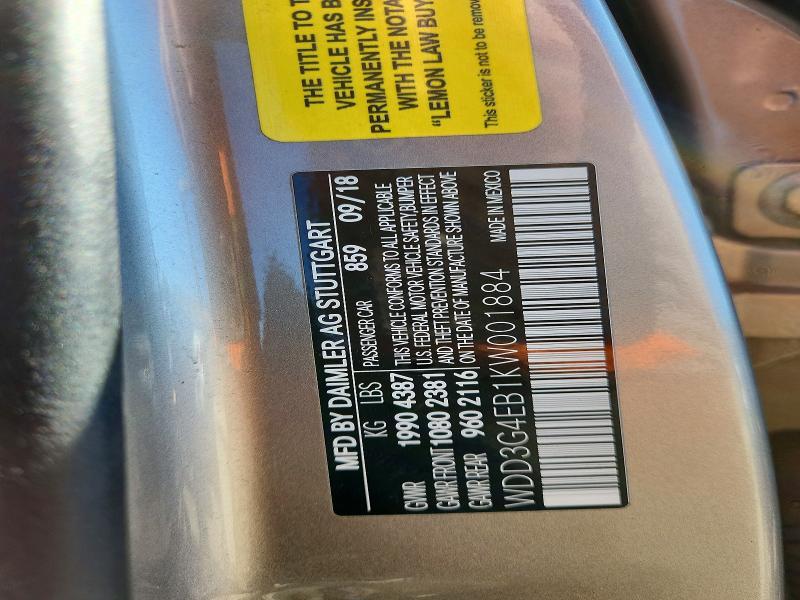 THE TITLE TO T
VEHICLE HAS B
PERMANENTLY INS
WITH THE NOTA
"LEMON LAW BUY
This sticker is not to be remov
MFD BY DAIMLER AG STUTTGART
KG LBS PASSENGER CAR 859 09/18
GVWR 1990 4387 THIS VEHICLE CONFORMS TO ALL APPLICABLE
U.S. FEDERAL MOTOR VEHICLE SAFETY, BUMPER
GAWR FRONT 1080 2381 AND THEFT PREVENTION STANDARDS IN EFFECT
GAWR REAR 960 2116 ON THE DATE OF MANUFACTURE SHOWN ABOVE
WDD3G4EB1KW001884 MADE IN MEXICO